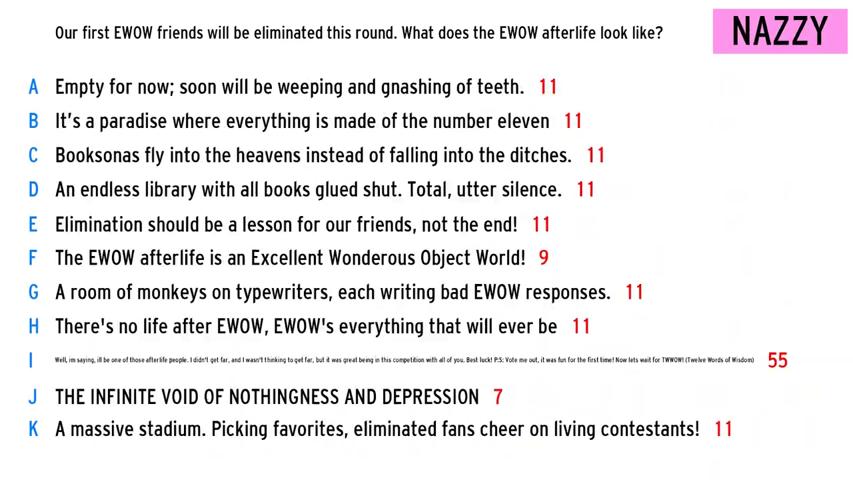 Our first EWOW friends will be eliminated this round. What does the EWOW afterlife look like?
NAZZY
A Empty for now; soon will be weeping and gnashing of teeth. 11
B It's a paradise where everything is made of the number eleven 11
C Booksonas fly into the heavens instead of falling into the ditches. 11
D An endless library with all books glued shut. Total, utter silence. 11
E Elimination should be a lesson for our friends, not the end! 11
F The EWOW afterlife is an Excellent Wonderous Object World! 9
G A room of monkeys on typewriters, each writing bad EWOW responses. 11
H There's no life after EWOW, EWOW's everything that will ever be 11
I Well, im saying, ill be one of those afterlife people. I didn't get far, and I wasn't thinking to get far, but it was great being in this competition with all of you. Best luck! P.S: Vote me out, it was fun for the first time! Now lets wait for TWWOW! (Twelve Words of Wisdom) 55
J THE INFINITE VOID OF NOTHINGNESS AND DEPRESSION 7
K A massive stadium. Picking favorites, eliminated fans cheer on living contestants! 11